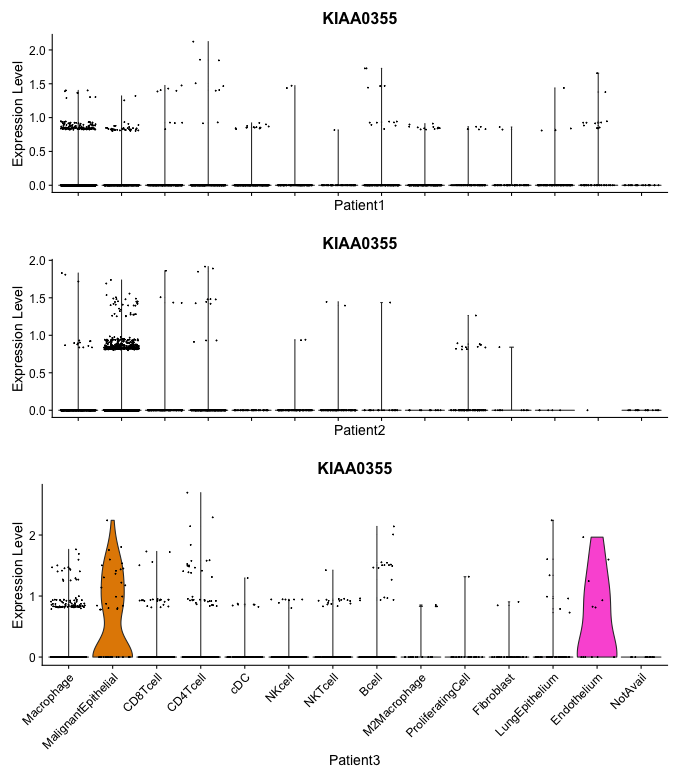 KIAA0355
Expression Level
2.0
1.5
1.0
0.5
0.0
Patient1
KIAA0355
Expression Level
2.0
1.5
1.0
0.5
0.0
Patient2
KIAA0355
Expression Level
2
1
0
Macrophage
MalignantEpithelial
CD8Tcell
CD4Tcell
cDC
NKcell
NKTcell
Bcell
M2Macrophage
ProliferatingCell
Fibroblast
LungEpithelium
Endothelium
NotAvail
Patient3